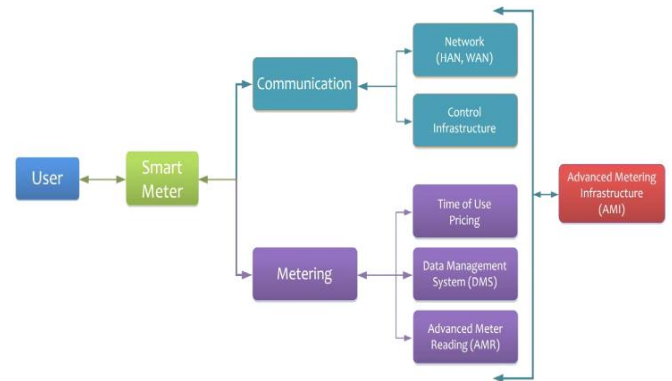 User
Smart
Meter
Communication
Network
(HAN, WAN)
Control
Infrastructure
Metering
Time of Use
Pricing
Data Management
System (DMS)
Advanced Meter
Reading (AMR)
Advanced Metering
Infrastructure
(AMI)